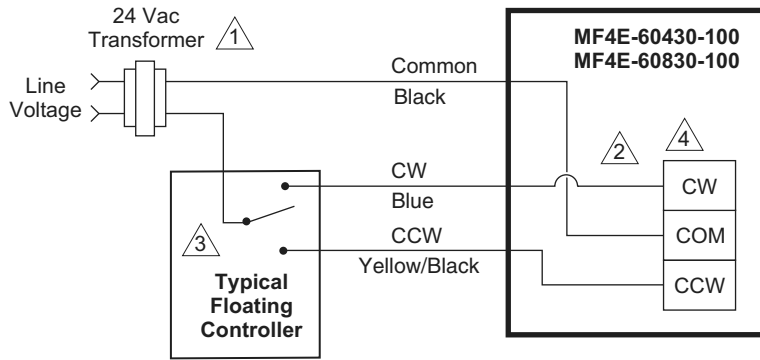 24 Vac
Transformer
1
Line
Voltage
Common
Black
MF4E-60430-100
MF4E-60830-100
2
4
CW
Blue
CW
3
CCW
Yellow/Black
COM
CCW
Typical
Floating
Controller